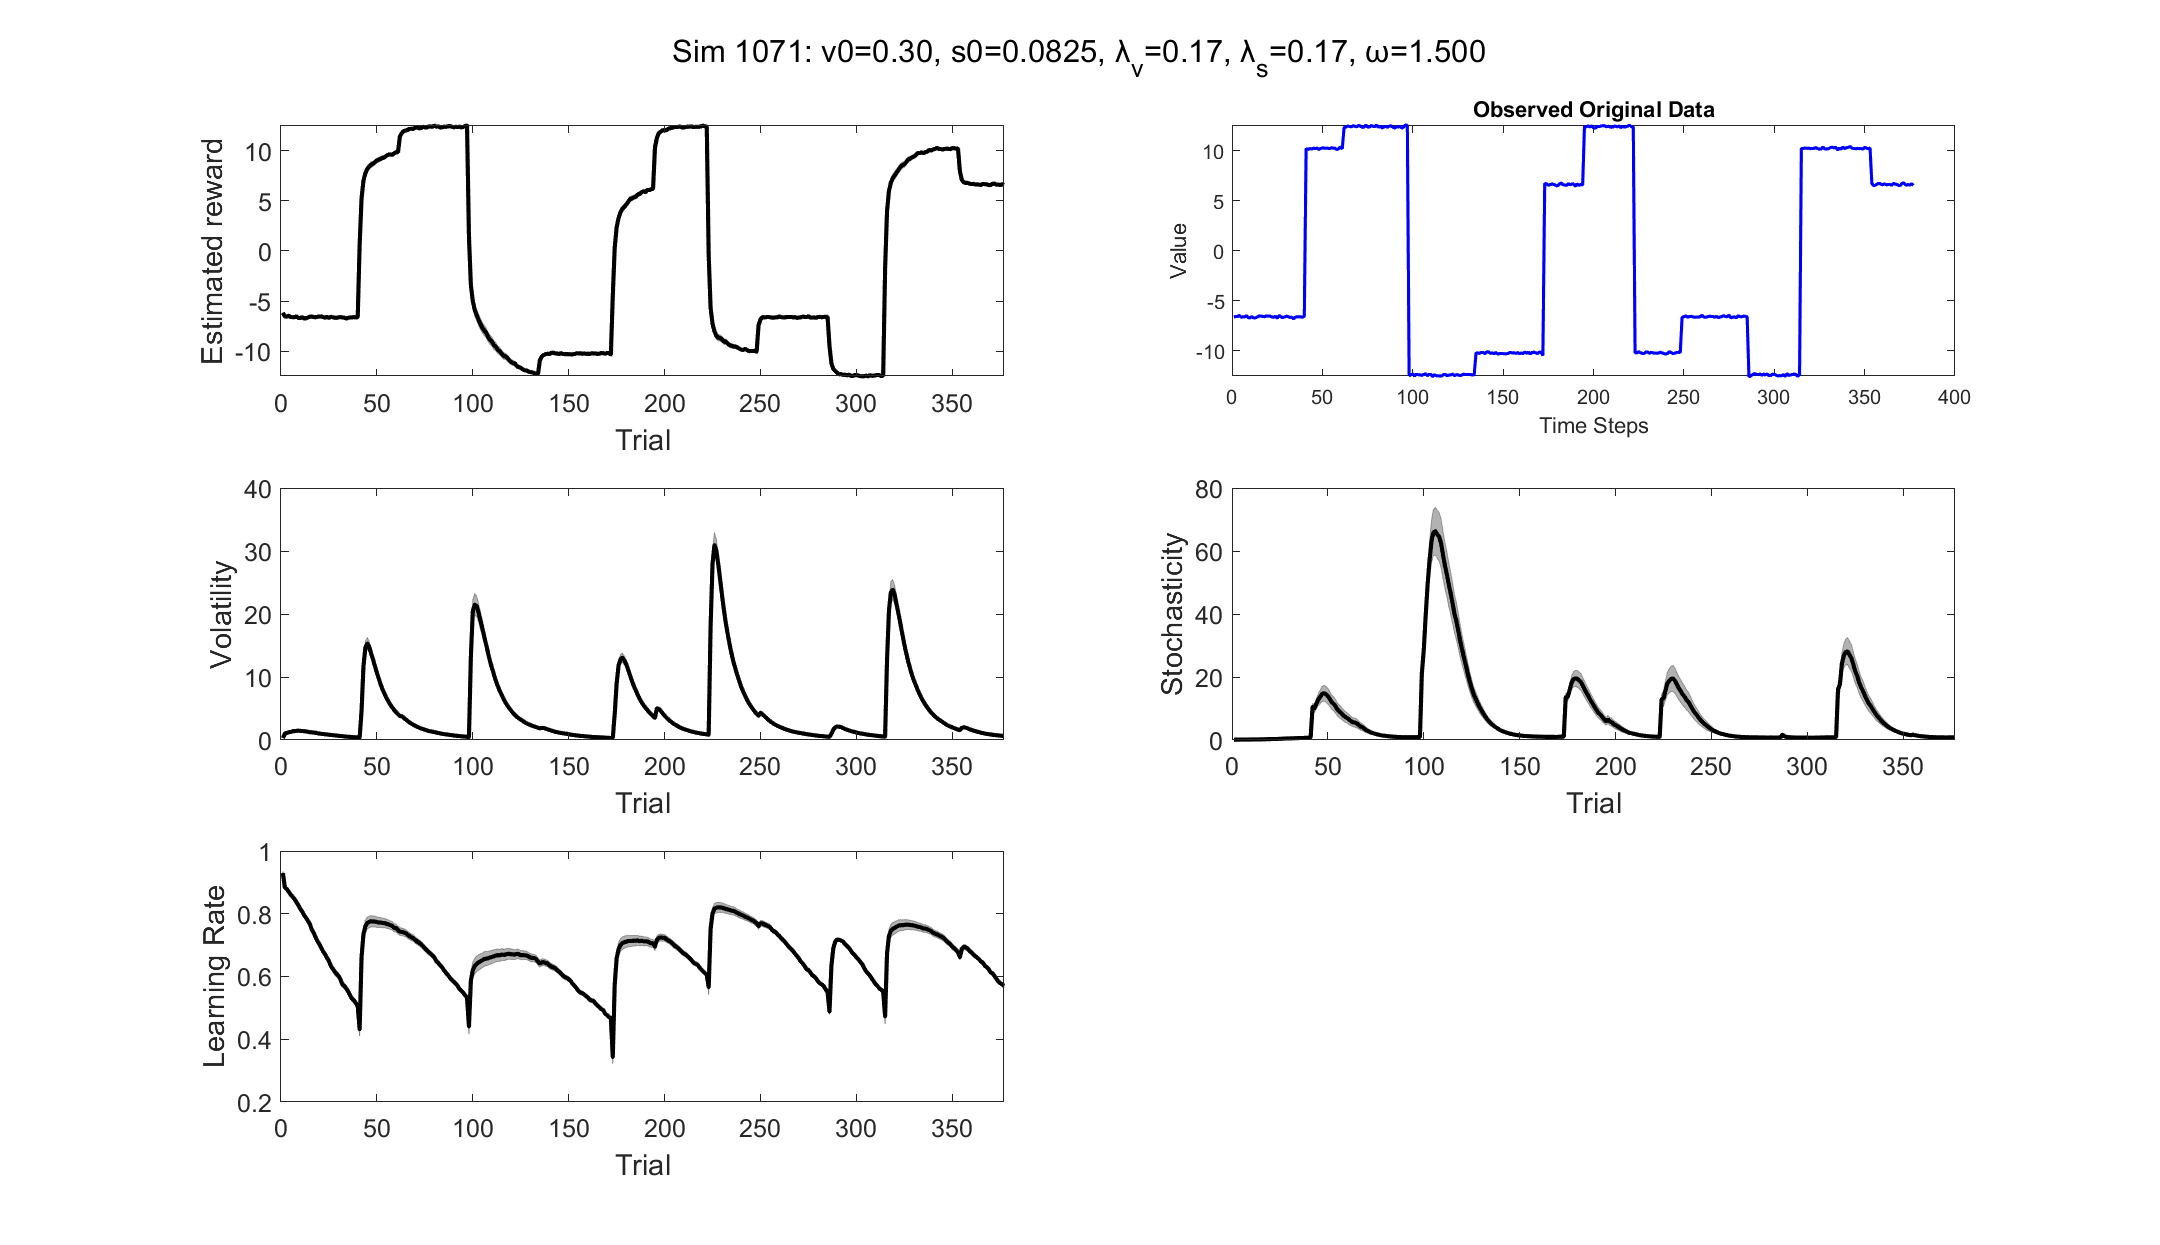 Sim 1071: v0=0.30, s0=0.0825, λv=0.17, λs=0.17, ω=1.500
Estimated reward
10
5
0
-5
-10
0 50 100 150 200 250 300 350
Trial
Observed Original Data
Value
10
5
0
-5
-10
0 50 100 150 200 250 300 350 400
Time Steps
Volatility
40
30
20
10
0
0 50 100 150 200 250 300 350
Trial
Stochasticity
80
60
40
20
0
0 50 100 150 200 250 300 350
Trial
Learning Rate
1
0.8
0.6
0.4
0.2
0 50 100 150 200 250 300 350
Trial